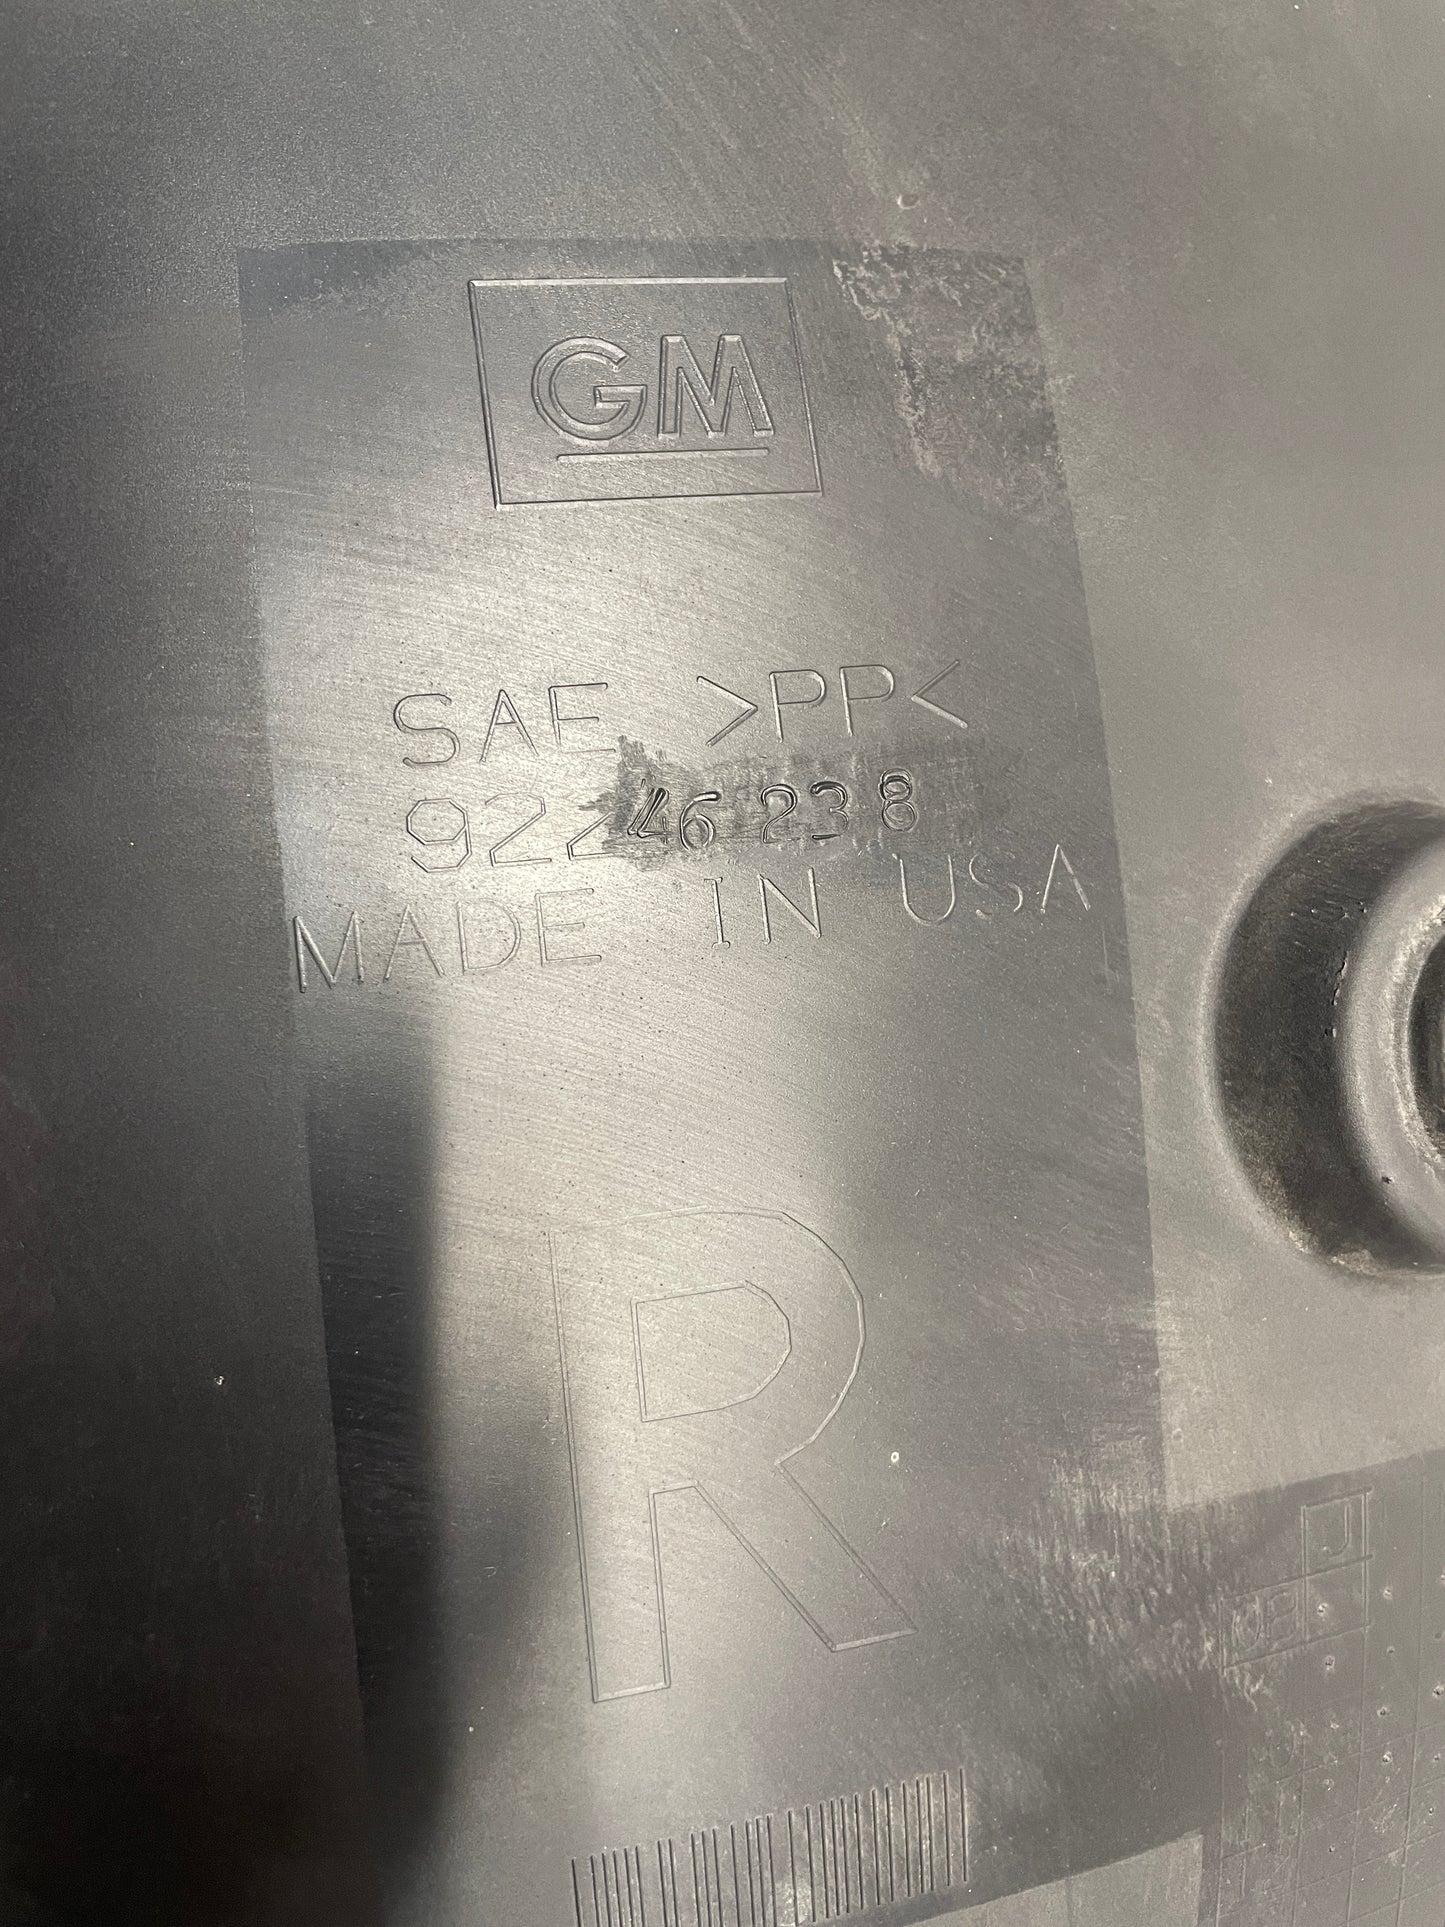 GM
SAE >PP<
92246238
MADE IN USA
R
J